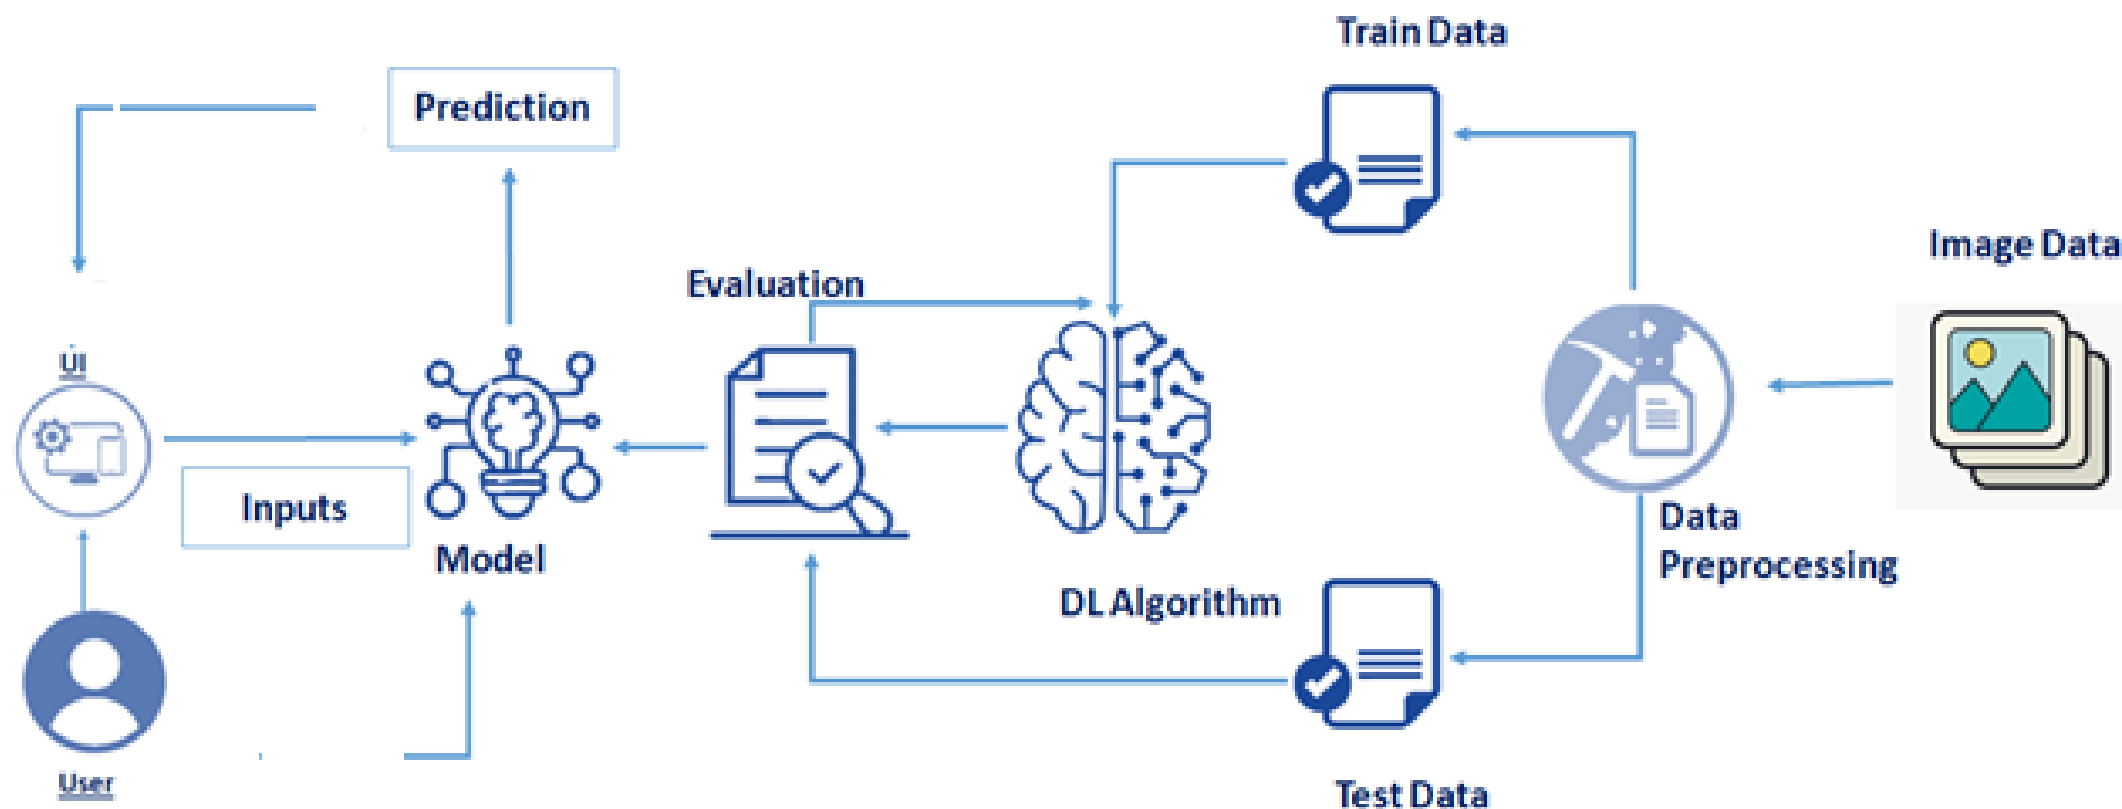 Train Data
Prediction
Image Data
Evaluation
UI
Inputs
Model
Data
Preprocessing
DL Algorithm
User
Test Data